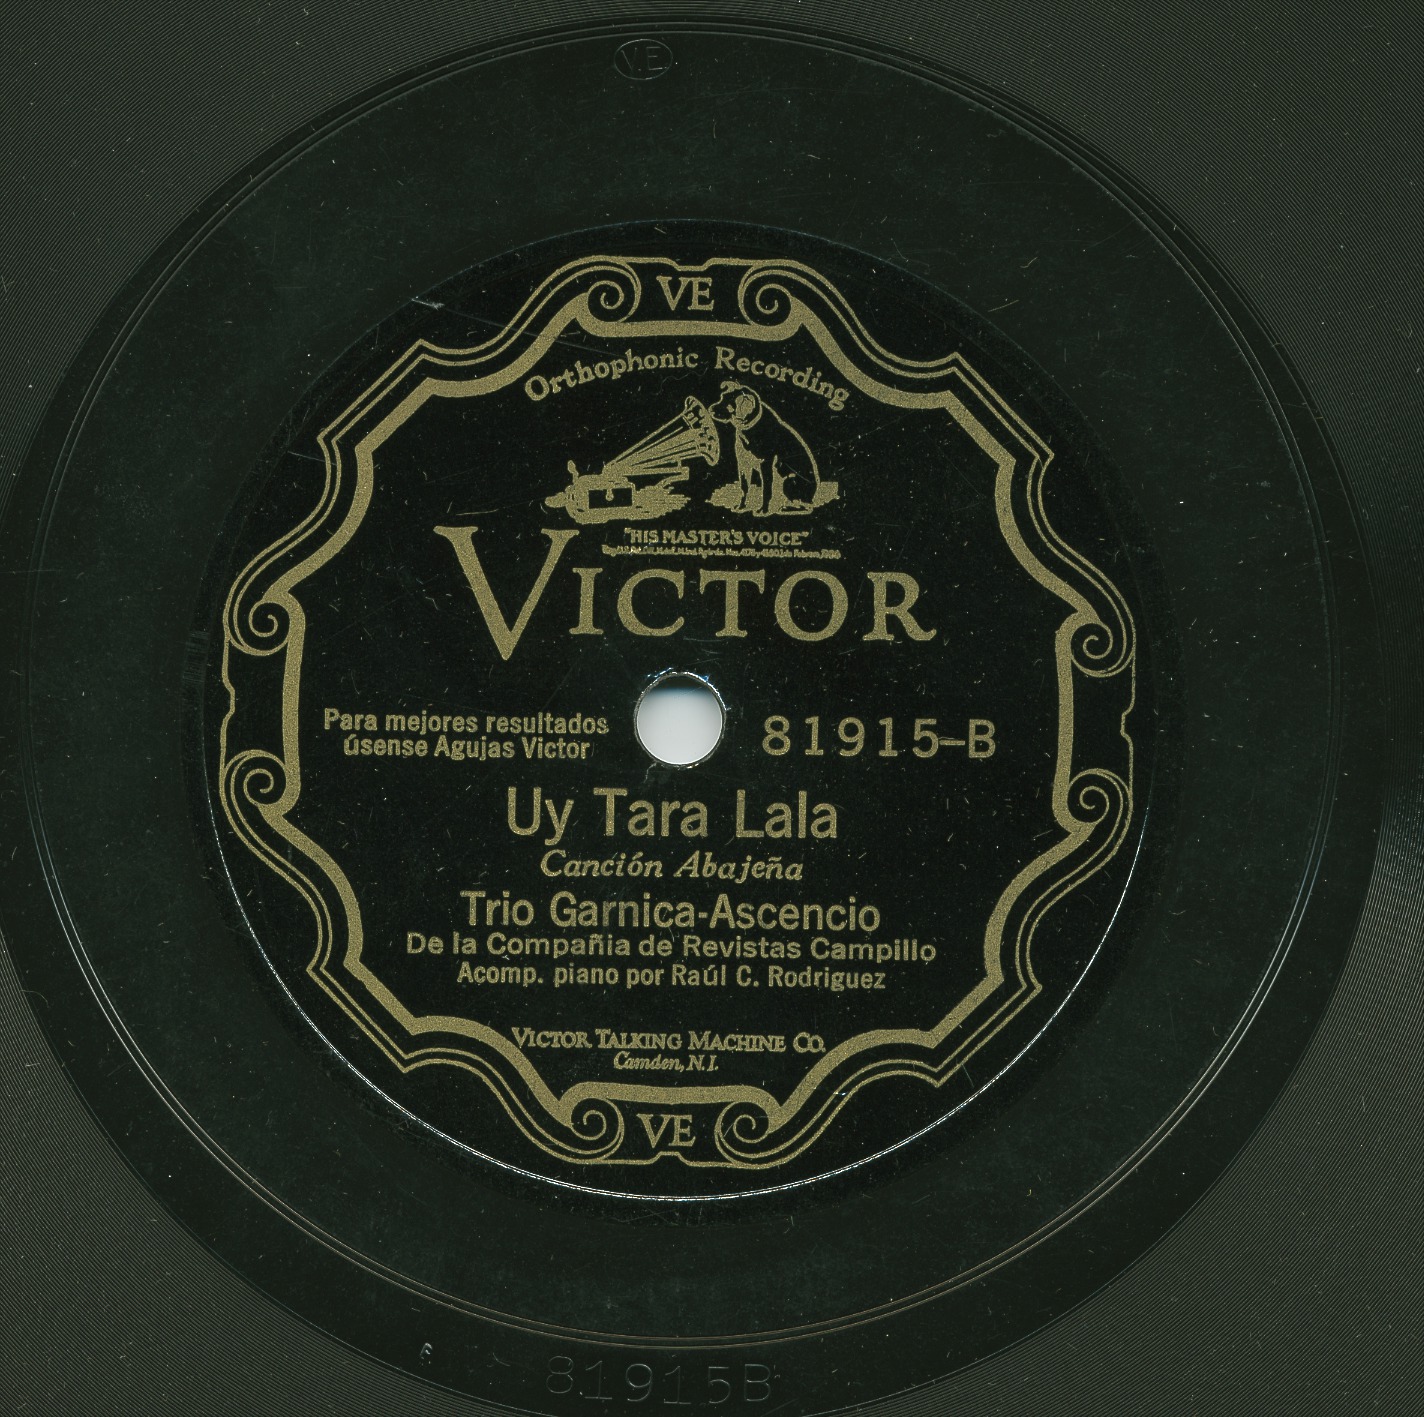 V.E
VE
Orthophonic Recording
"HIS MASTER'S VOICE"
VICTOR
Para mejores resultados
úsense Agujas Victor
81915-B
Uy Tara Lala
Canción Abajeña
Trio Garnica-Ascencio
De la Compañia de Revistas Campillo
Acomp. piano por Raúl C. Rodriguez
VICTOR TALKING MACHINE CO.
Camden, N.J.
VE
81915B